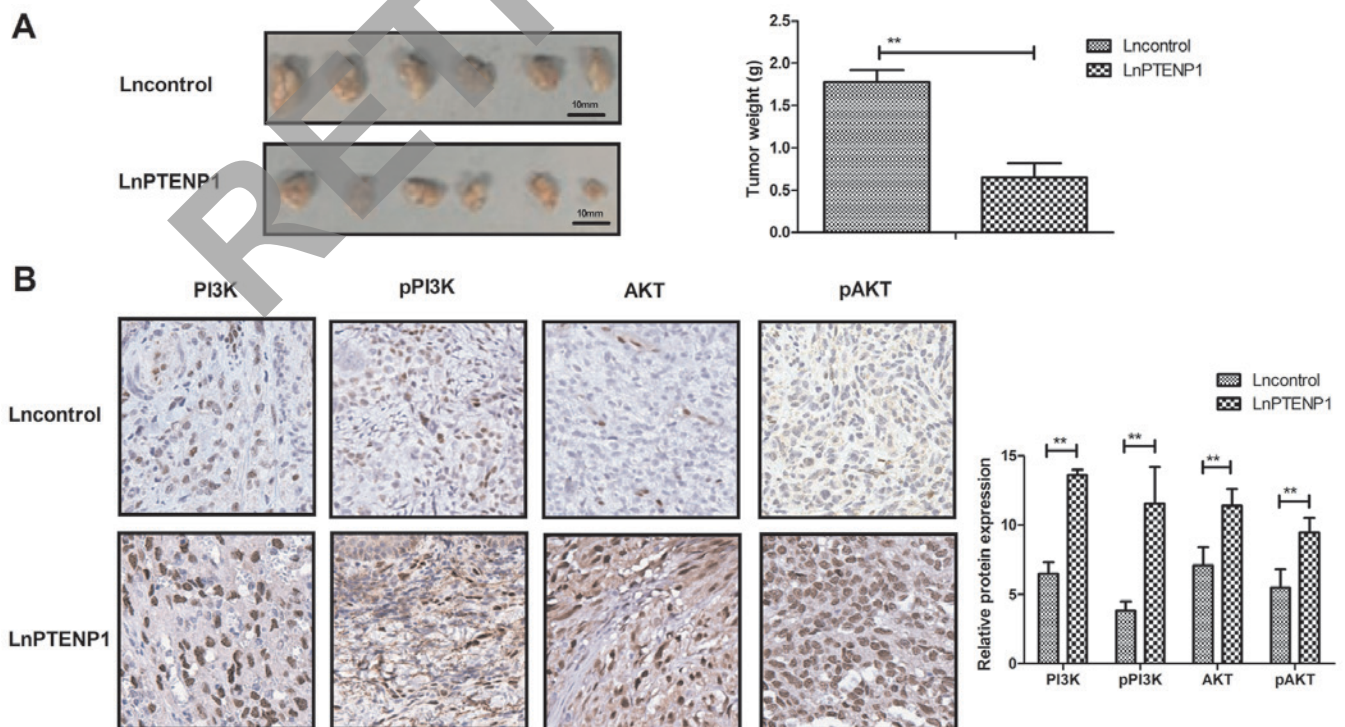 A
Lncontrol
10mm
LnPTENP1
10mm
2.5
2.0
1.5
1.0
0.5
0.0
Tumor weight (g)
**
Lncontrol
LnPTENP1
RET
B
PI3K
pPI3K
AKT
pAKT
Lncontrol
LnPTENP1
Lncontrol
LnPTENP1
15
10
5
0
Relative protein expression
**
**
**
**
PI3K
pPI3K
AKT
pAKT